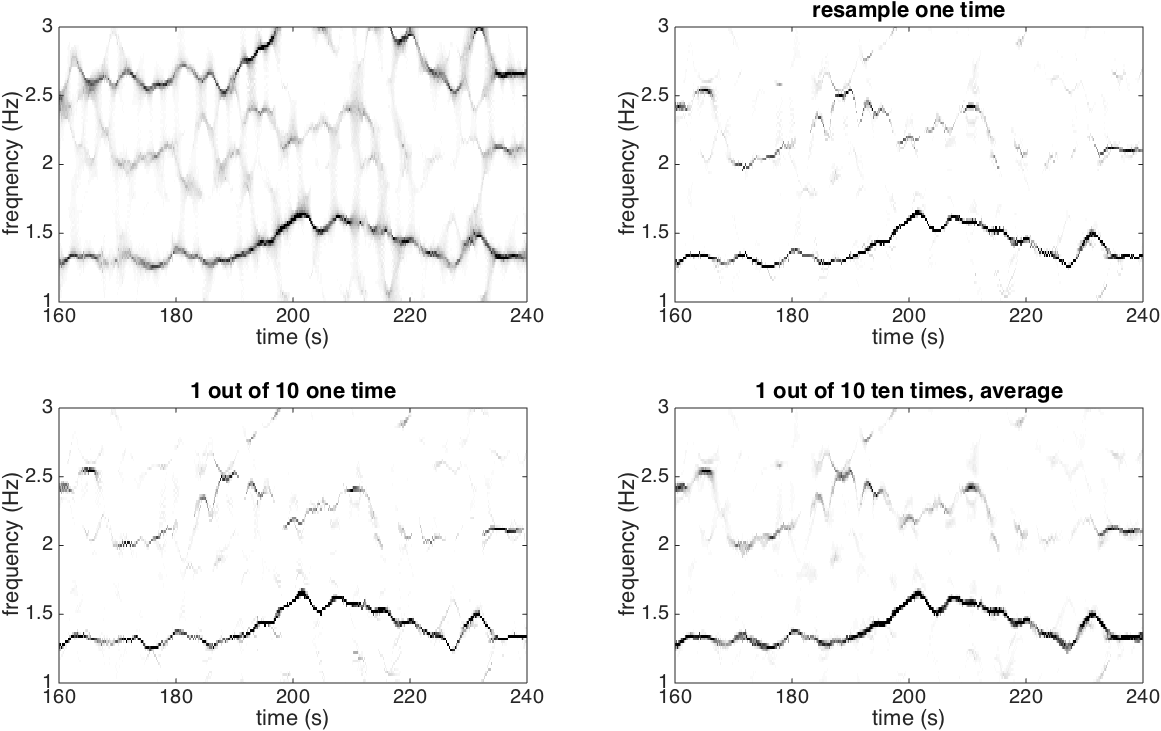 freqnency (Hz)
3
2.5
2
1.5
1
160 180 200 220 240
time (s)
resample one time
frequency (Hz)
3
2.5
2
1.5
1
160 180 200 220 240
time (s)
1 out of 10 one time
frequency (Hz)
3
2.5
2
1.5
1
160 180 200 220 240
time (s)
1 out of 10 ten times, average
frequency (Hz)
3
2.5
2
1.5
1
160 180 200 220 240
time (s)